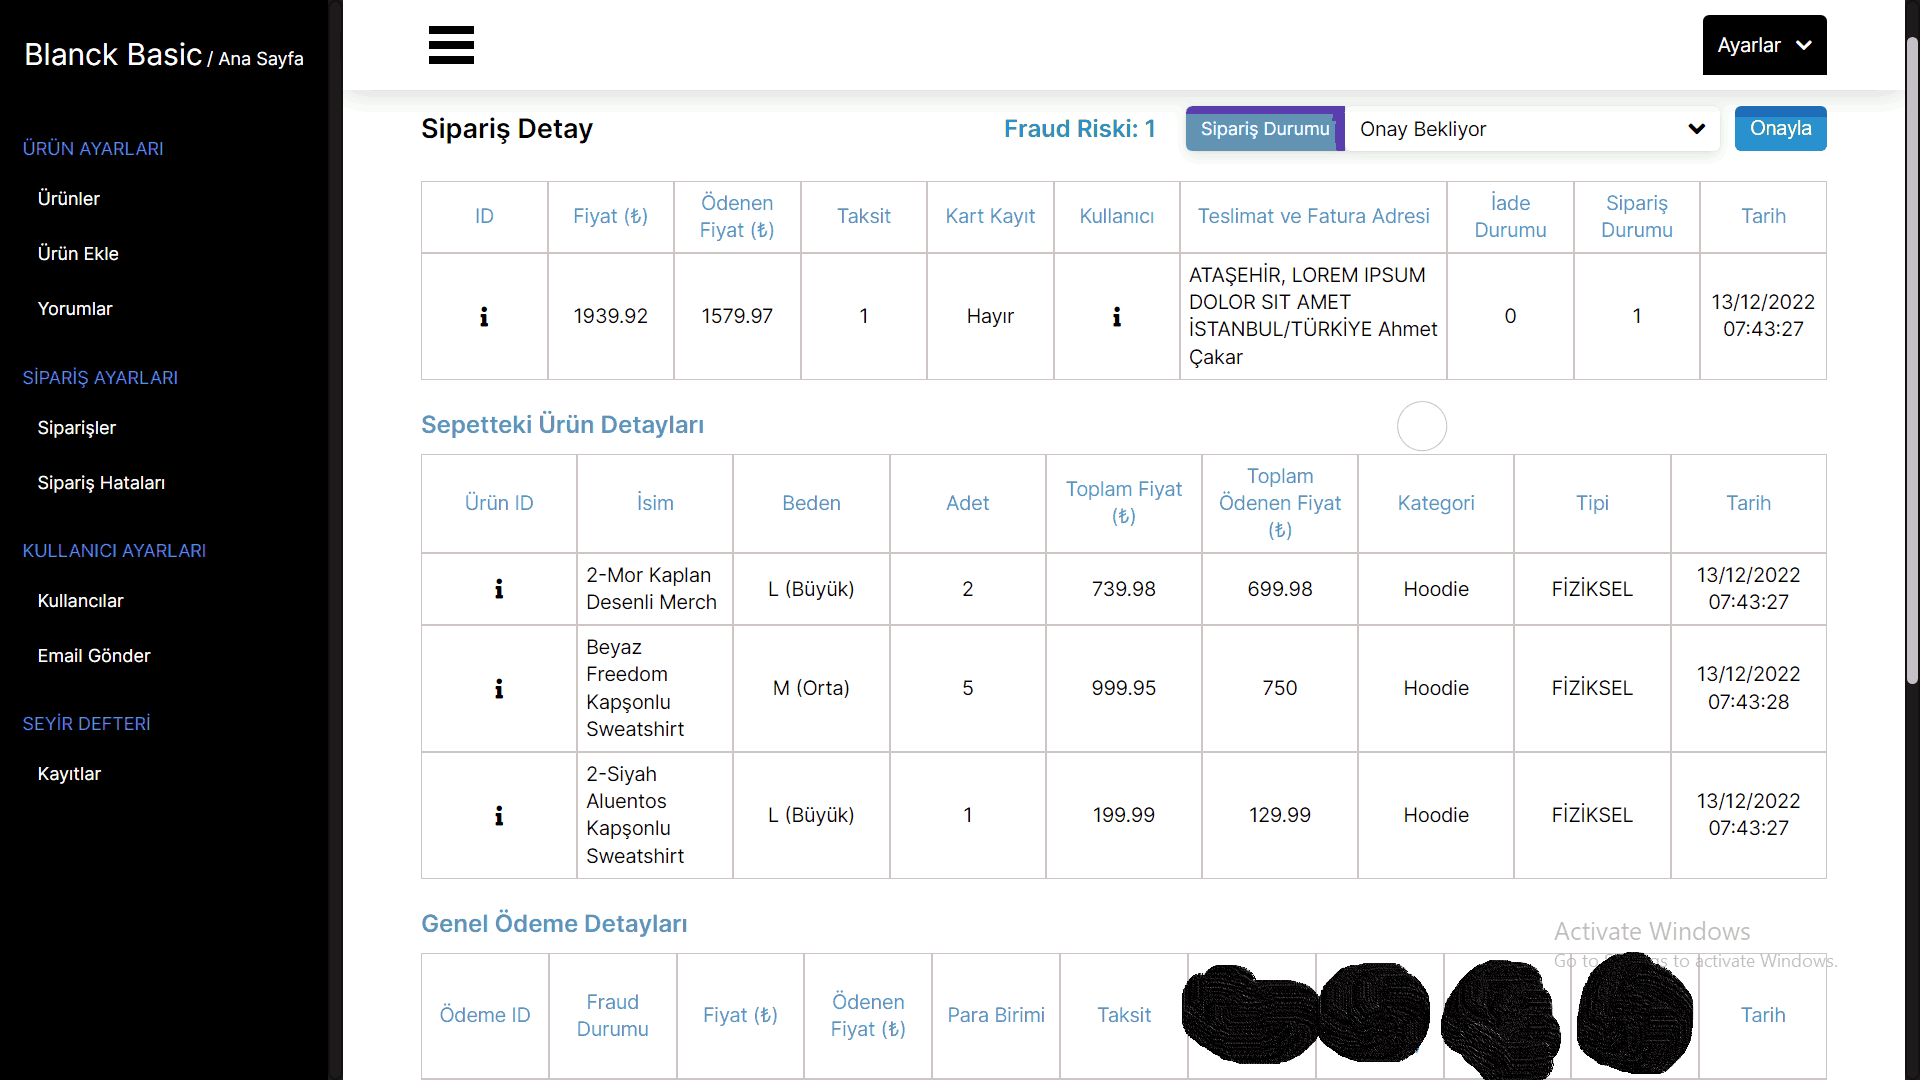 Blanck Basic / Ana Sayfa
ÜRÜN AYARLARI
Ürünler
Ürün Ekle
Yorumlar
SİPARİŞ AYARLARI
Siparişler
Sipariş Hataları
KULLANICI AYARLARI
Kullancılar
Email Gönder
SEYİR DEFTERİ
Kayıtlar
Ayarlar
Sipariş Detay
Fraud Riski: 1
Sipariş Durumu
Onay Bekliyor
Onayla
ID
Fiyat (₺)
Ödenen
Fiyat (₺)
Taksit
Kart Kayıt
Kullanıcı
Teslimat ve Fatura Adresi
İade
Durumu
Sipariş
Durumu
Tarih
1939.92
1579.97
1
Hayır
ATAŞEHİR, LOREM IPSUM
DOLOR SIT AMET
İSTANBUL/TÜRKİYE Ahmet
Çakar
0
1
13/12/2022
07:43:27
Sepetteki Ürün Detayları
Ürün ID
İsim
Beden
Adet
Toplam Fiyat
(₺)
Toplam
Ödenen Fiyat
(₺)
Kategori
Tipi
Tarih
2-Mor Kaplan
Desenli Merch
L (Büyük)
2
739.98
699.98
Hoodie
FİZİKSEL
13/12/2022
07:43:27
Beyaz
Freedom
Kapşonlu
Sweatshirt
M (Orta)
5
999.95
750
Hoodie
FİZİKSEL
13/12/2022
07:43:28
2-Siyah
Aluentos
Kapşonlu
Sweatshirt
L (Büyük)
1
199.99
129.99
Hoodie
FİZİKSEL
13/12/2022
07:43:27
Genel Ödeme Detayları
Ödeme ID
Fraud
Durumu
Fiyat (₺)
Ödenen
Fiyat (₺)
Para Birimi
Taksit
Tarih
Activate Windows
Go to to activate Windows.